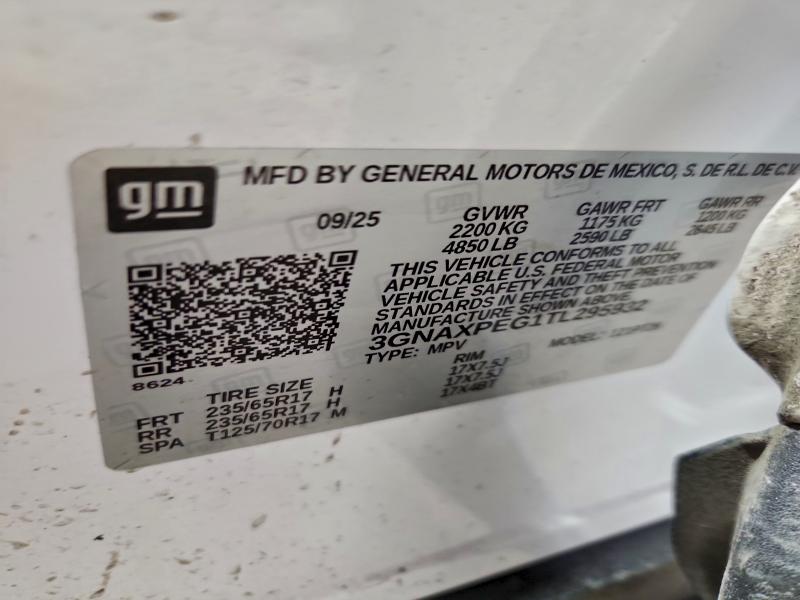 gm
MFD BY GENERAL MOTORS DE MEXICO, S. DE R.L. DE C.V.
09/25
GVWR GAWR FRT GAWR RR
2200 KG 1175 KG 1200 KG
4850 LB 2590 LB 2645 LB
THIS VEHICLE CONFORMS TO ALL
APPLICABLE U.S. FEDERAL MOTOR
VEHICLE SAFETY AND THEFT PREVENTION
STANDARDS IN EFFECT ON THE DATE OF
MANUFACTURE SHOWN ABOVE.
3GNAXPEG1TL295932
TYPE: MPV MODEL:
8624
TIRE SIZE RIM
FRT 235/65R17 H 17X7.5J
RR 235/65R17 H 17X7.5J
SPA T125/70R17 M 17X4BT